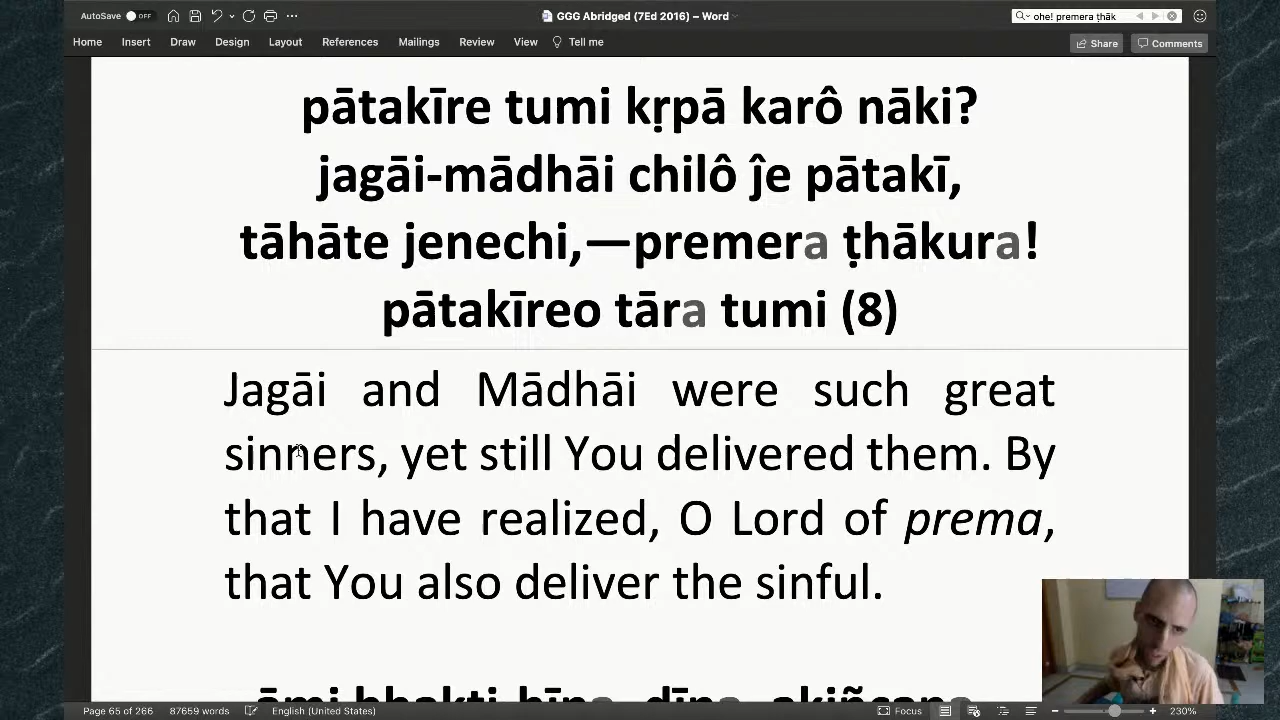 AutoSave OFF
GGG Abridged (7Ed 2016) – Word
ohe! premera ṭhāk
Home Insert Draw Design Layout References Mailings Review View Tell me
Share Comments
pātakīre tumi kṛpā karô nāki?
jagāi-mādhāi chilô ĵe pātakī,
tāhāte jenechi,—premera ṭhākura!
pātakīreo tāra tumi (8)
Jagāi and Mādhāi were such great
sinners, yet still You delivered them. By
that I have realized, O Lord of prema,
that You also deliver the sinful.
Page 65 of 266 87659 words English (United States) Focus 230%